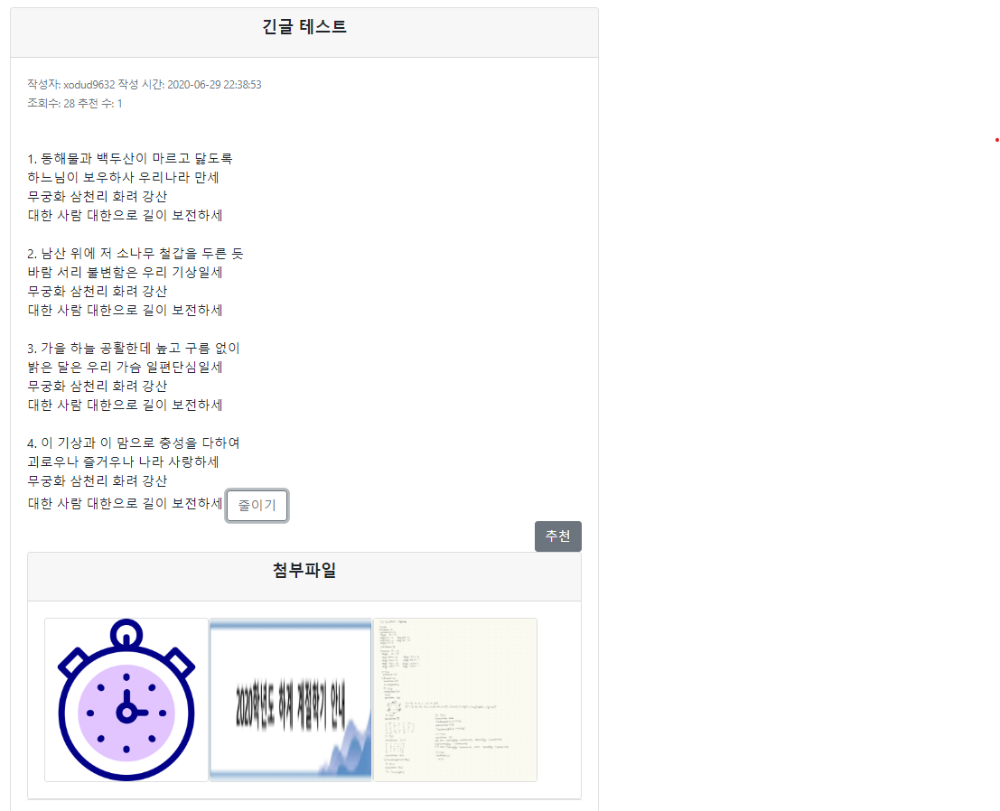 긴글 테스트
작성자: xodud9632 작성 시간: 2020-06-29 22:38:53
조회수: 28 추천 수: 1
1. 동해물과 백두산이 마르고 닳도록
하느님이 보우하사 우리나라 만세
무궁화 삼천리 화려 강산
대한 사람 대한으로 길이 보전하세
2. 남산 위에 저 소나무 철갑을 두른 듯
바람 서리 불변함은 우리 기상일세
무궁화 삼천리 화려 강산
대한 사람 대한으로 길이 보전하세
3. 가을 하늘 공활한데 높고 구름 없이
밝은 달은 우리 가슴 일편단심일세
무궁화 삼천리 화려 강산
대한 사람 대한으로 길이 보전하세
4. 이 기상과 이 맘으로 충성을 다하여
괴로우나 즐거우나 나라 사랑하세
무궁화 삼천리 화려 강산
대한 사람 대한으로 길이 보전하세 줄이기
추천
첨부파일
2020학년도 하계 계절학기 안내